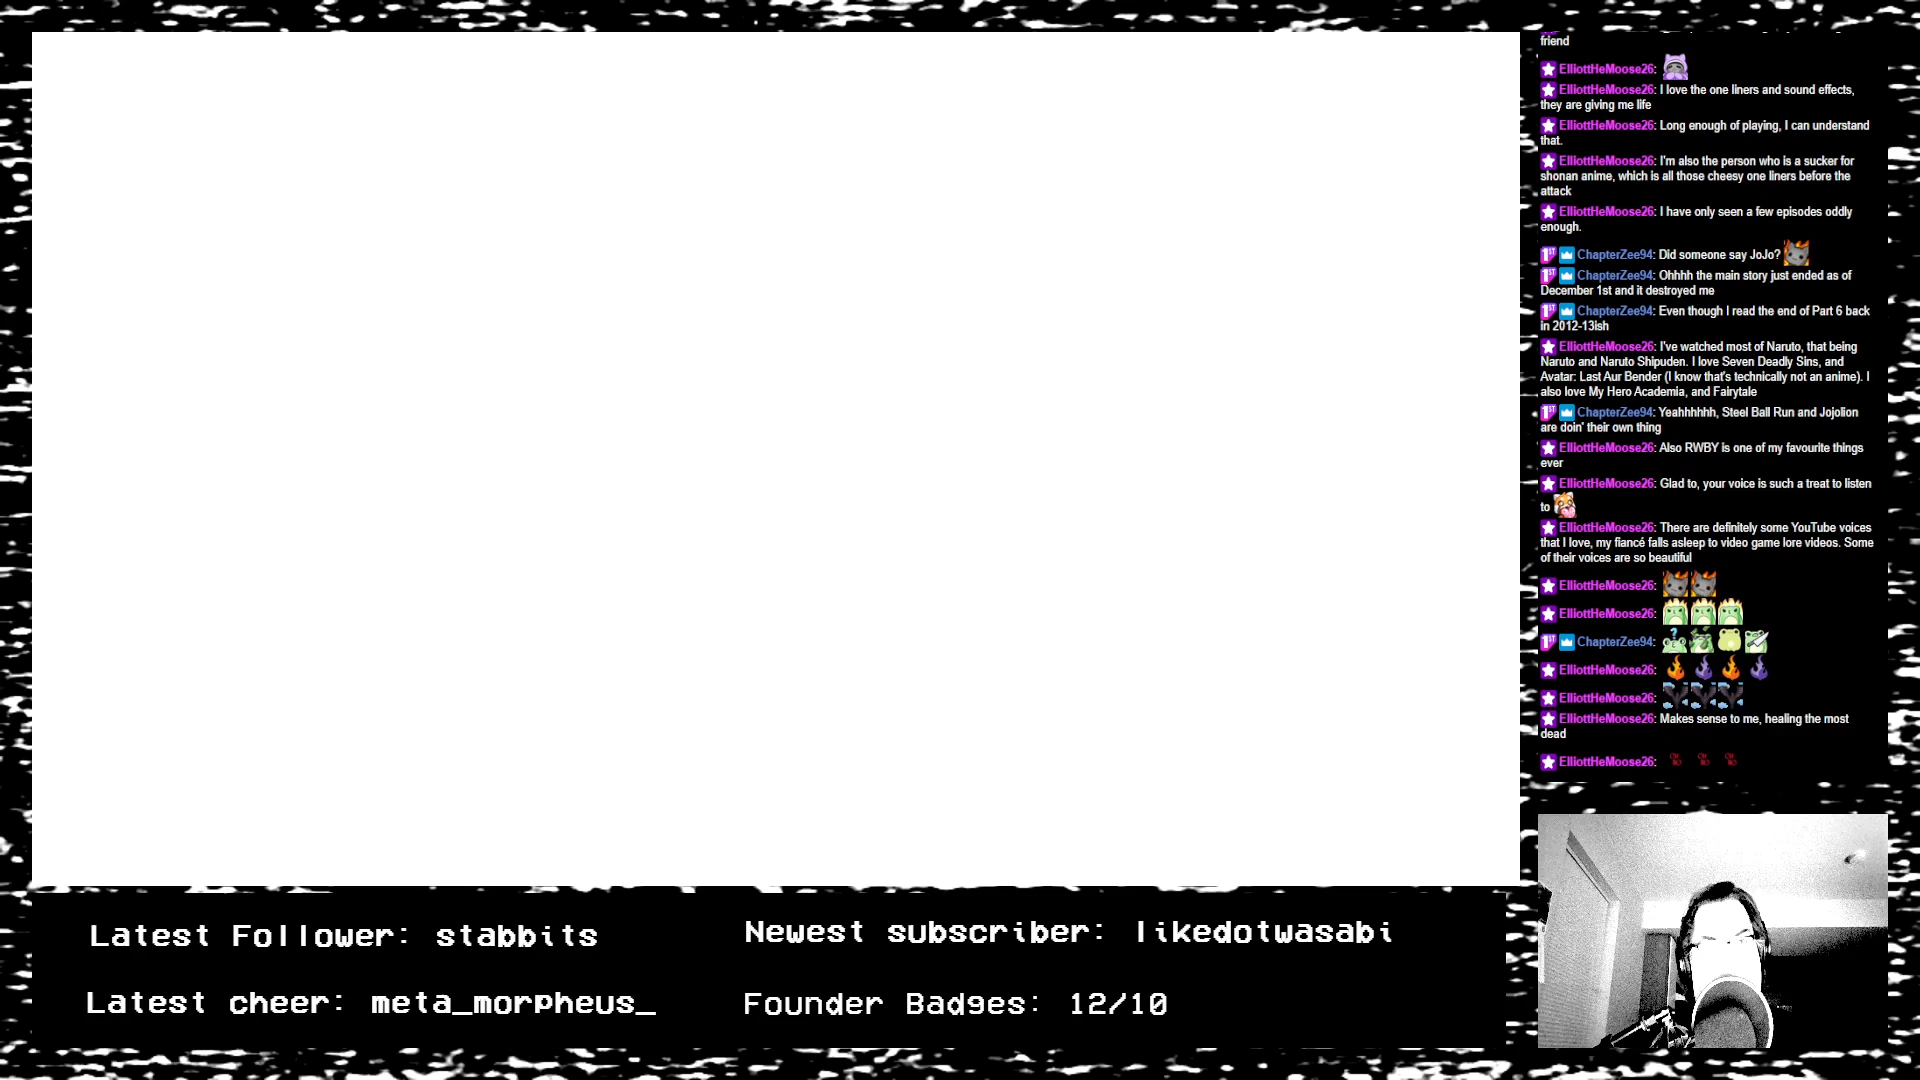 friend
ElliottHeMoose26:
ElliottHeMoose26: I love the one liners and sound effects,
they are giving me life
ElliottHeMoose26: Long enough of playing, I can understand
that.
ElliottHeMoose26: I'm also the person who is a sucker for
shonan anime, which is all those cheesy one liners before the
attack
ElliottHeMoose26: I have only seen a few episodes oddly
enough.
ChapterZee94: Did someone say JoJo?
ChapterZee94: Ohhhh the main story just ended as of
December 1st and it destroyed me
ChapterZee94: Even though I read the end of Part 6 back
in 2012-13ish
ElliottHeMoose26: I've watched most of Naruto, that being
Naruto and Naruto Shipuden. I love Seven Deadly Sins, and
Avatar: Last Aur Bender (I know that's technically not an anime). I
also love My Hero Academia, and Fairytale
ChapterZee94: Yeahhhhhh, Steel Ball Run and Jojolion
are doin' their own thing
ElliottHeMoose26: Also RWBY is one of my favourite things
ever
ElliottHeMoose26: Glad to, your voice is such a treat to listen
to
ElliottHeMoose26: There are definitely some YouTube voices
that I love, my fiancé falls asleep to video game lore videos. Some
of their voices are so beautiful
ElliottHeMoose26:
ElliottHeMoose26:
ChapterZee94:
ElliottHeMoose26:
ElliottHeMoose26:
ElliottHeMoose26: Makes sense to me, healing the most
dead
ElliottHeMoose26:
Latest Follower: stabbits
Newest subscriber: likedotwasabi
Latest cheer: meta_morpheus_
Founder Badges: 12/10